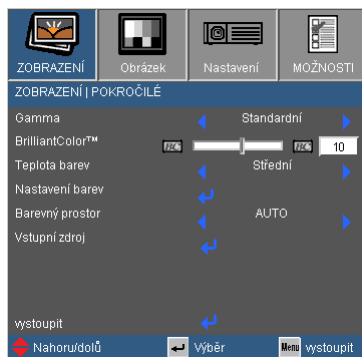 ZOBRAZENÍ Obrázek Nastavení MOŽNOSTI
ZOBRAZENÍ | POKROČILÉ
Gamma Standardní
BrilliantColor™ 10
Teplota barev Střední
Nastavení barev
Barevný prostor AUTO
Vstupní zdroj
vystoupit
Nahoru/dolů Výběr Menu vystoupit